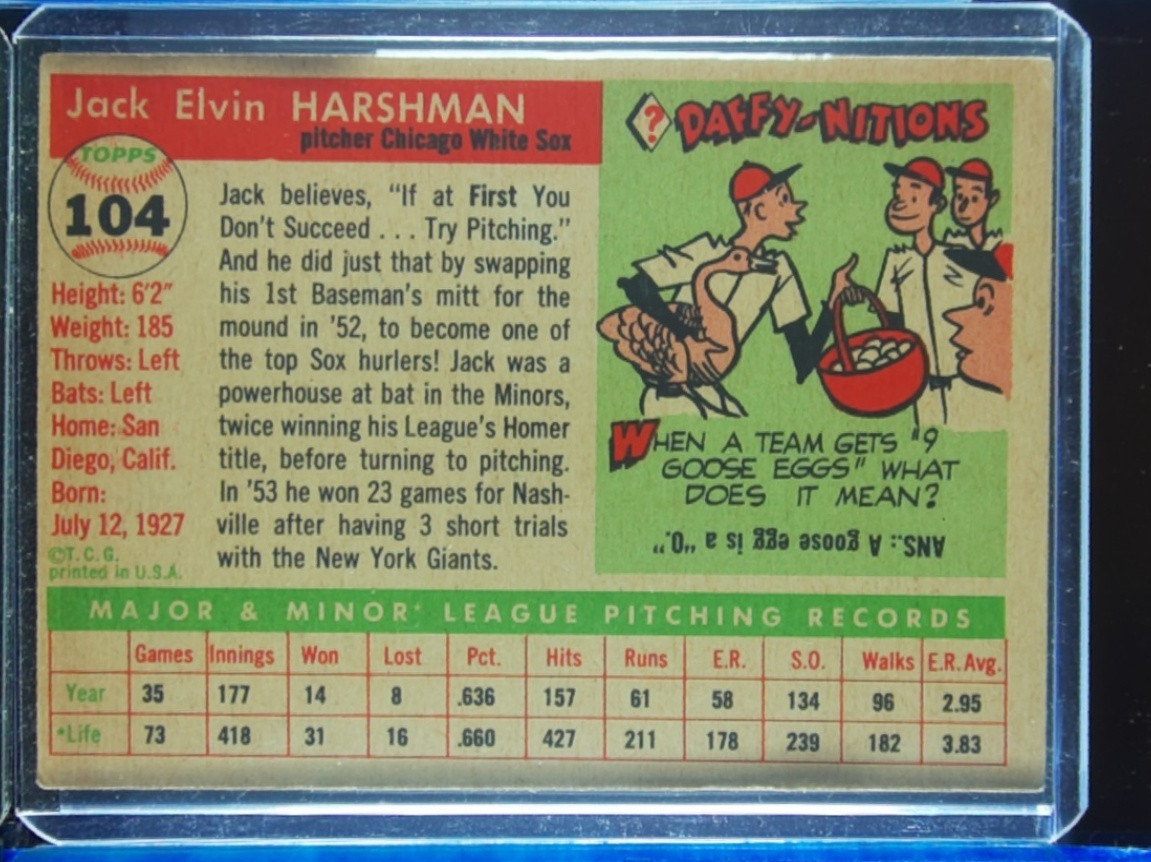 Jack Elvin HARSHMAN
pitcher Chicago White Sox
TOPPS
104
Height: 6'2"
Weight: 185
Throws: Left
Bats: Left
Home: San
Diego, Calif.
Born:
July 12, 1927
©T. C. G.
printed in U.S.A.
Jack believes, "If at First You
Don't Succeed . . . Try Pitching."
And he did just that by swapping
his 1st Baseman's mitt for the
mound in '52, to become one of
the top Sox hurlers! Jack was a
powerhouse at bat in the Minors,
twice winning his League's Homer
title, before turning to pitching.
In '53 he won 23 games for Nash-
ville after having 3 short trials
with the New York Giants.
? DAFFY-NITIONS
WHEN A TEAM GETS "9
GOOSE EGGS" WHAT
DOES IT MEAN?
ANS.: A goose egg is a "0."
MAJOR & MINOR* LEAGUE PITCHING RECORDS
Games Innings Won Lost Pct. Hits Runs E.R. S.O. Walks E.R. Avg.
Year 35 177 14 8 .636 157 61 58 134 96 2.95
*Life 73 418 31 16 .660 427 211 178 239 182 3.83